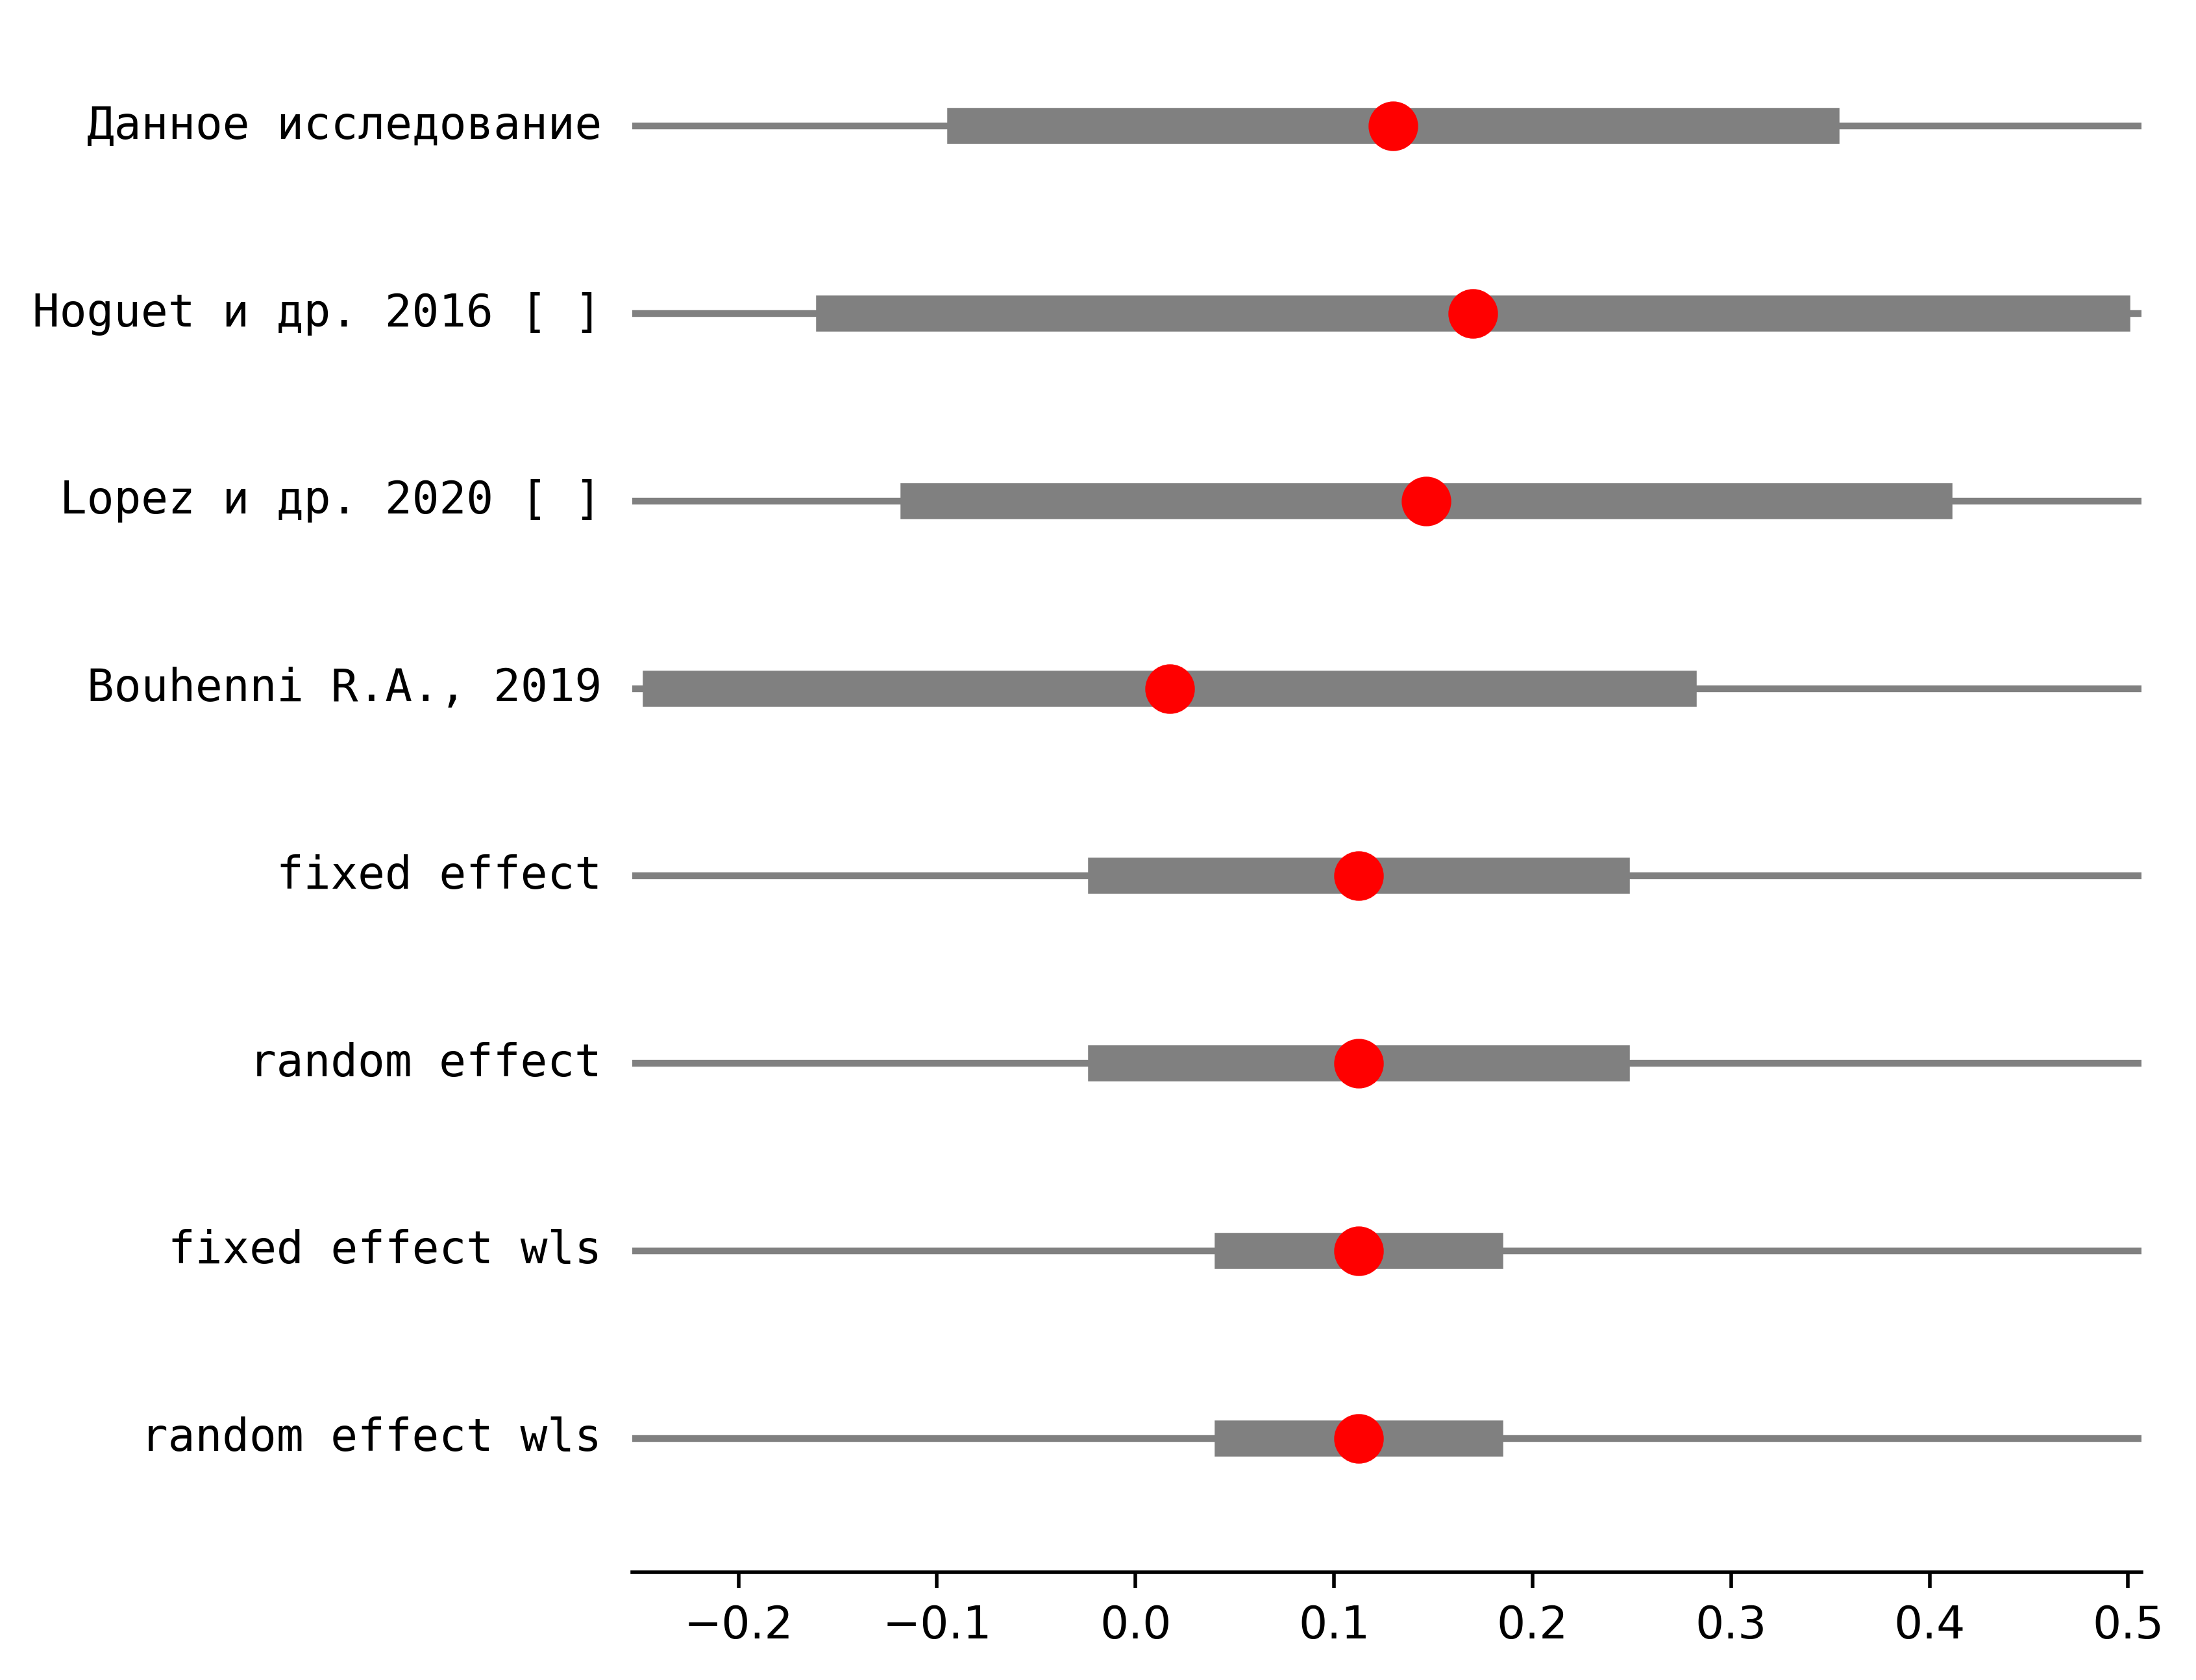 Данное исследование
Hoguet и др. 2016 [ ]
Lopez и др. 2020 [ ]
Bouhenni R.A., 2019
fixed effect
random effect
fixed effect wls
random effect wls
−0.2 −0.1 0.0 0.1 0.2 0.3 0.4 0.5